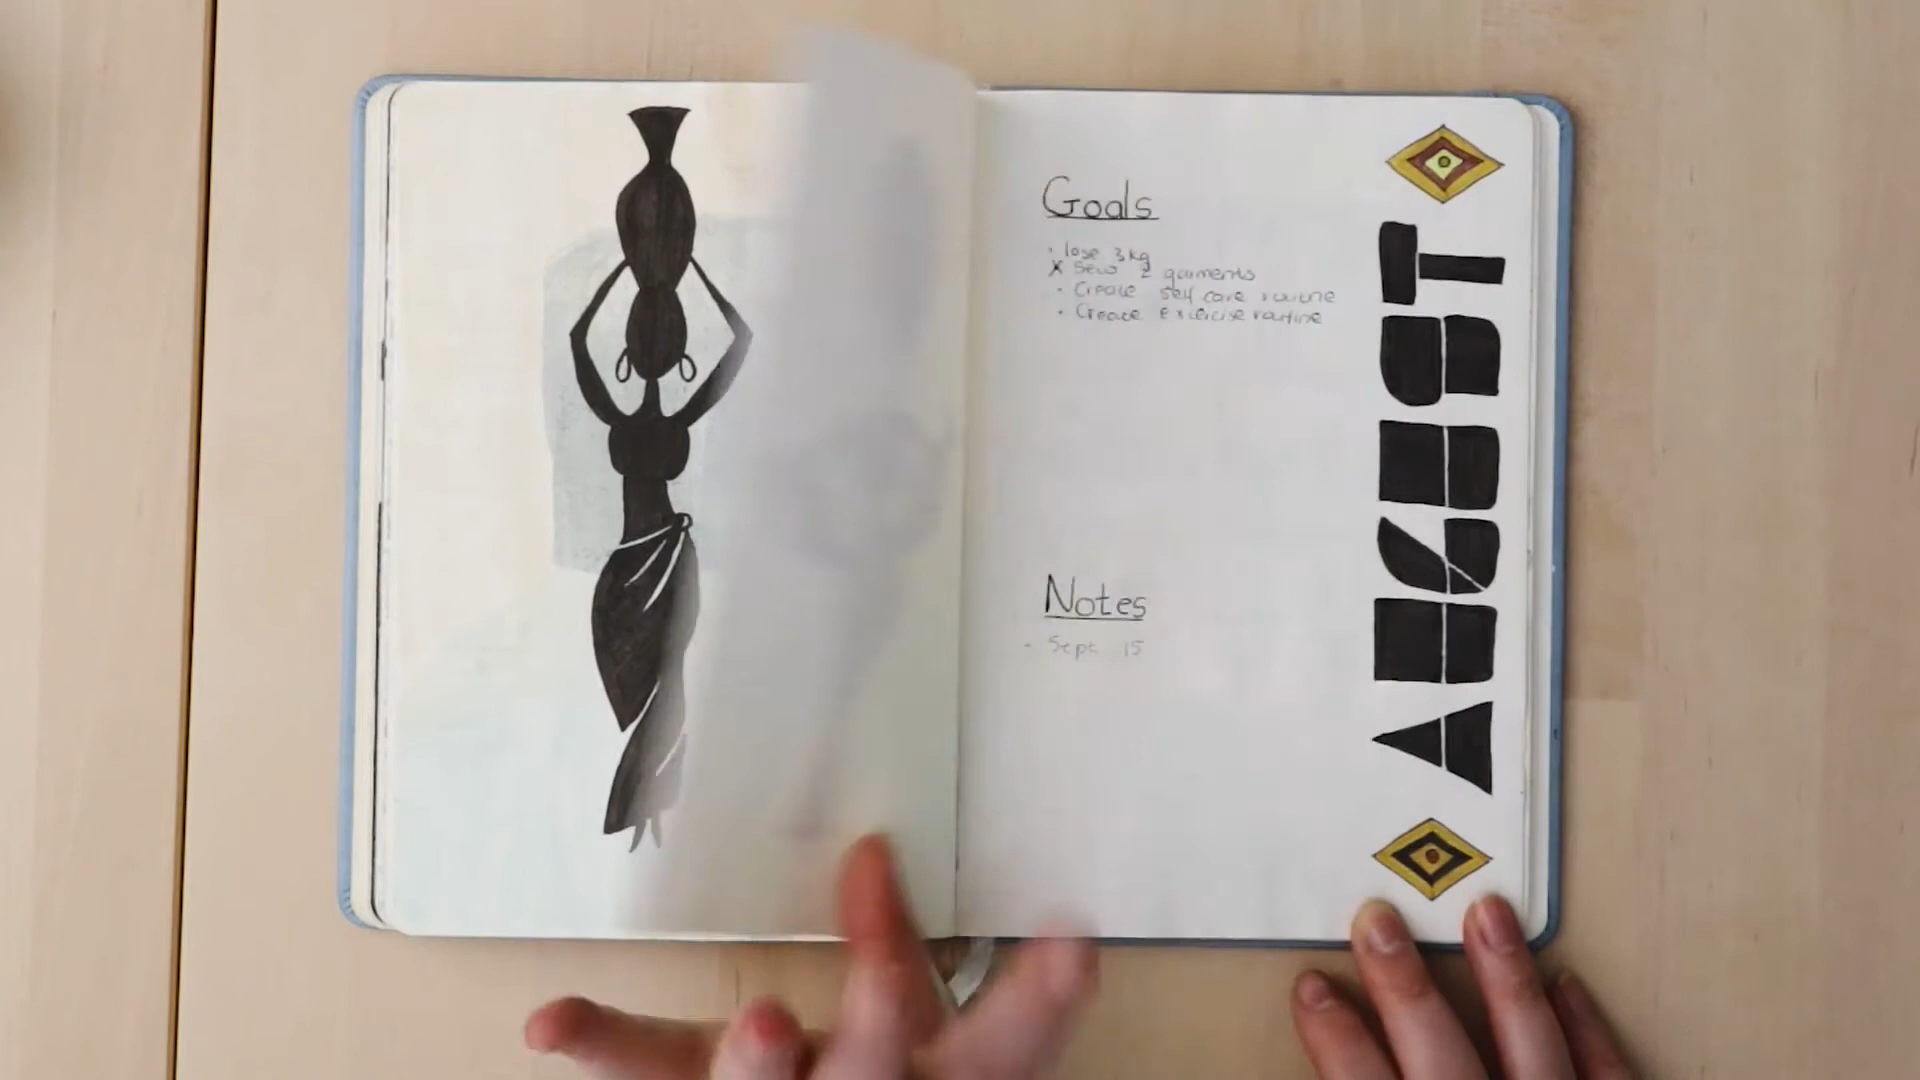 Goals
• lose 3kg
x Sew 2 garments
• Create self care routine
• Create exercise routine
Notes
- Sept 15
AUGUST